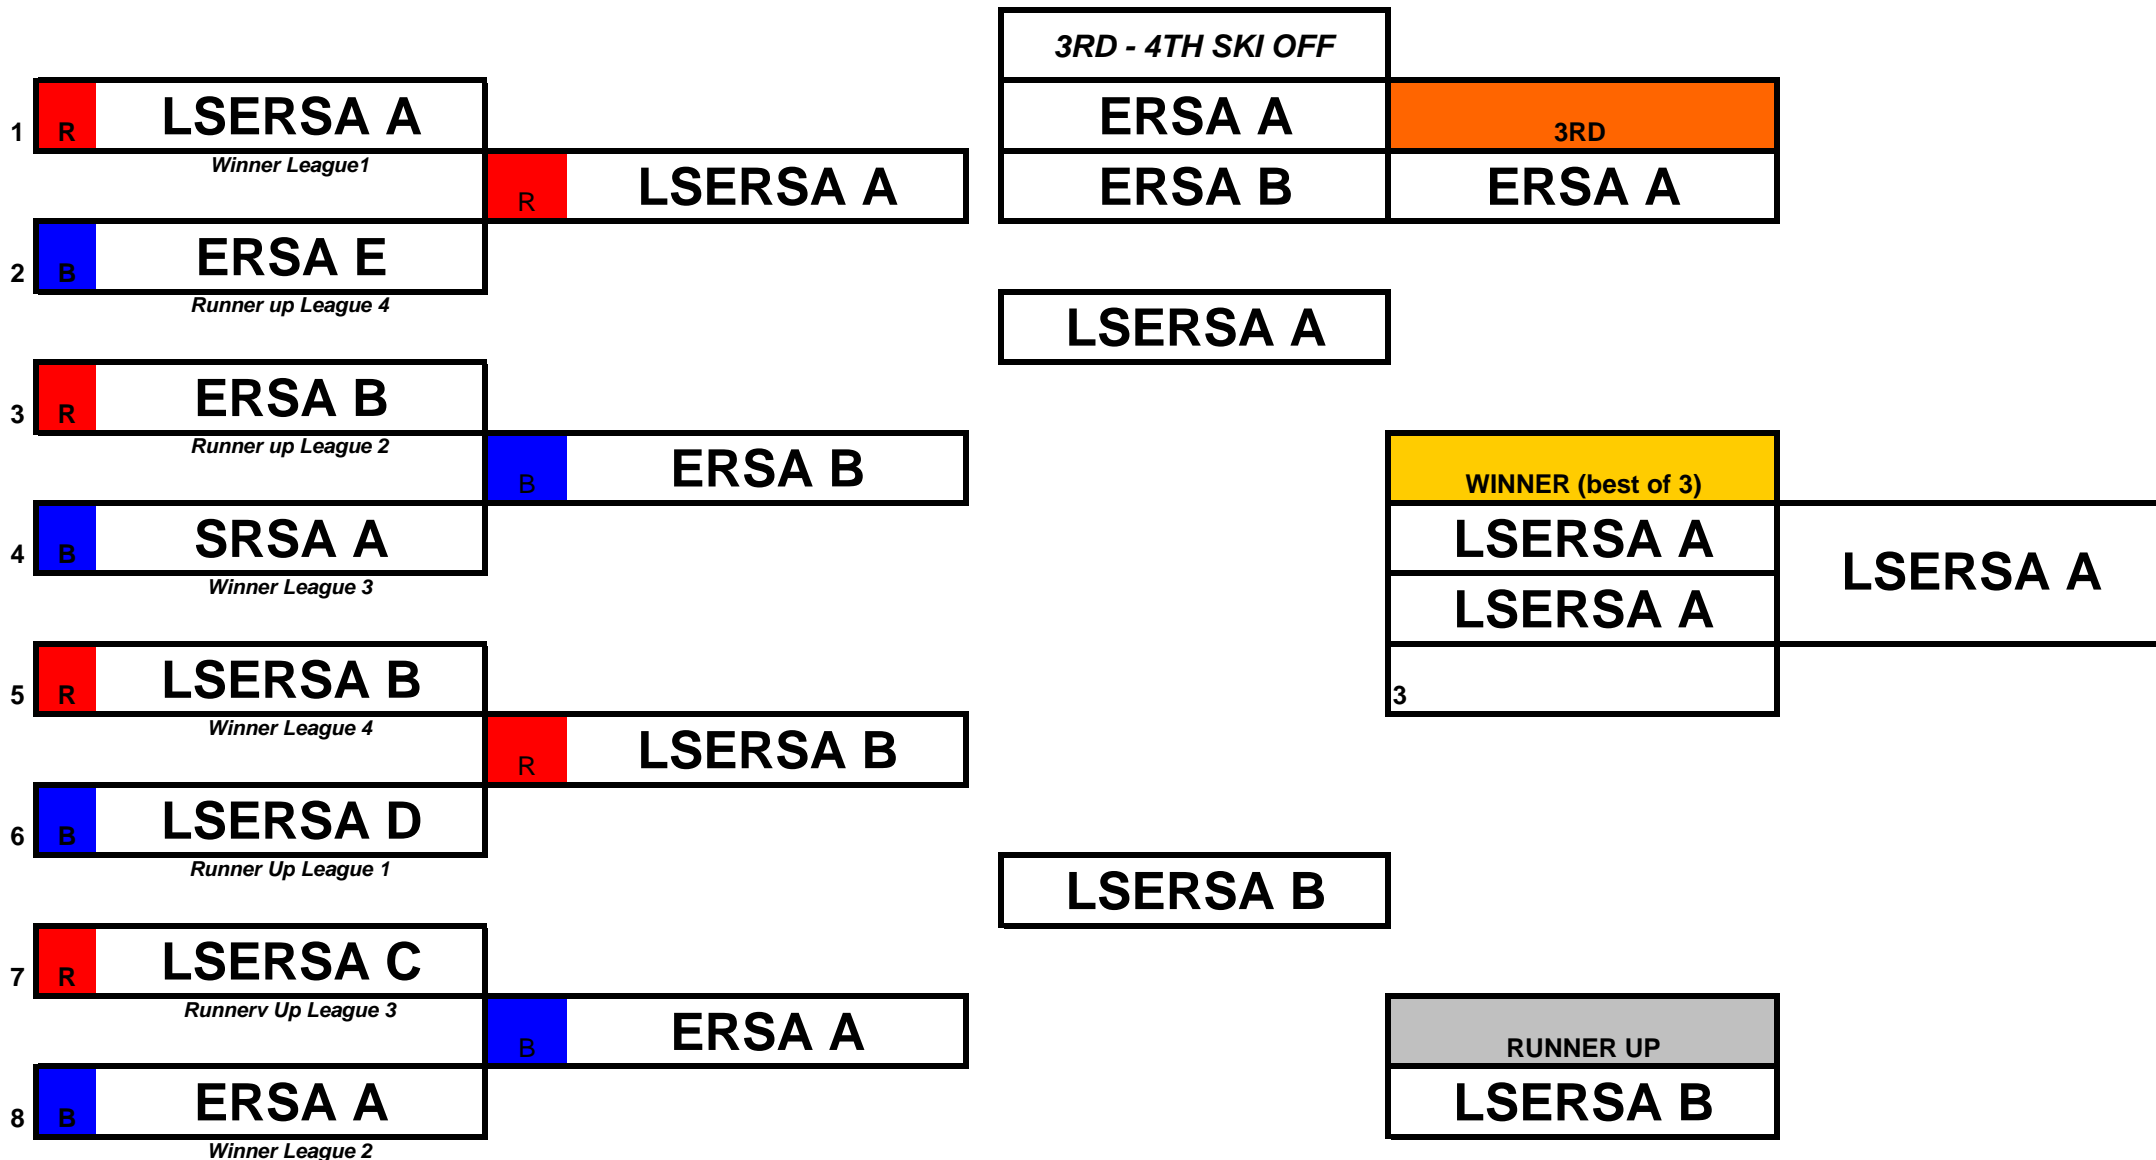 3RD - 4TH SKI OFF
1 R LSERSA A
Winner League1
R LSERSA A
2 B ERSA E
Runner up League 4
3 R ERSA B
Runner up League 2
B ERSA B
4 B SRSA A
Winner League 3
5 R LSERSA B
Winner League 4
R LSERSA B
6 B LSERSA D
Runner Up League 1
7 R LSERSA C
Runnerv Up League 3
B ERSA A
8 B ERSA A
Winner League 2
ERSA A
3RD
ERSA B
ERSA A
LSERSA A
LSERSA B
WINNER (best of 3)
LSERSA A
LSERSA A
LSERSA A
3
RUNNER UP
LSERSA B